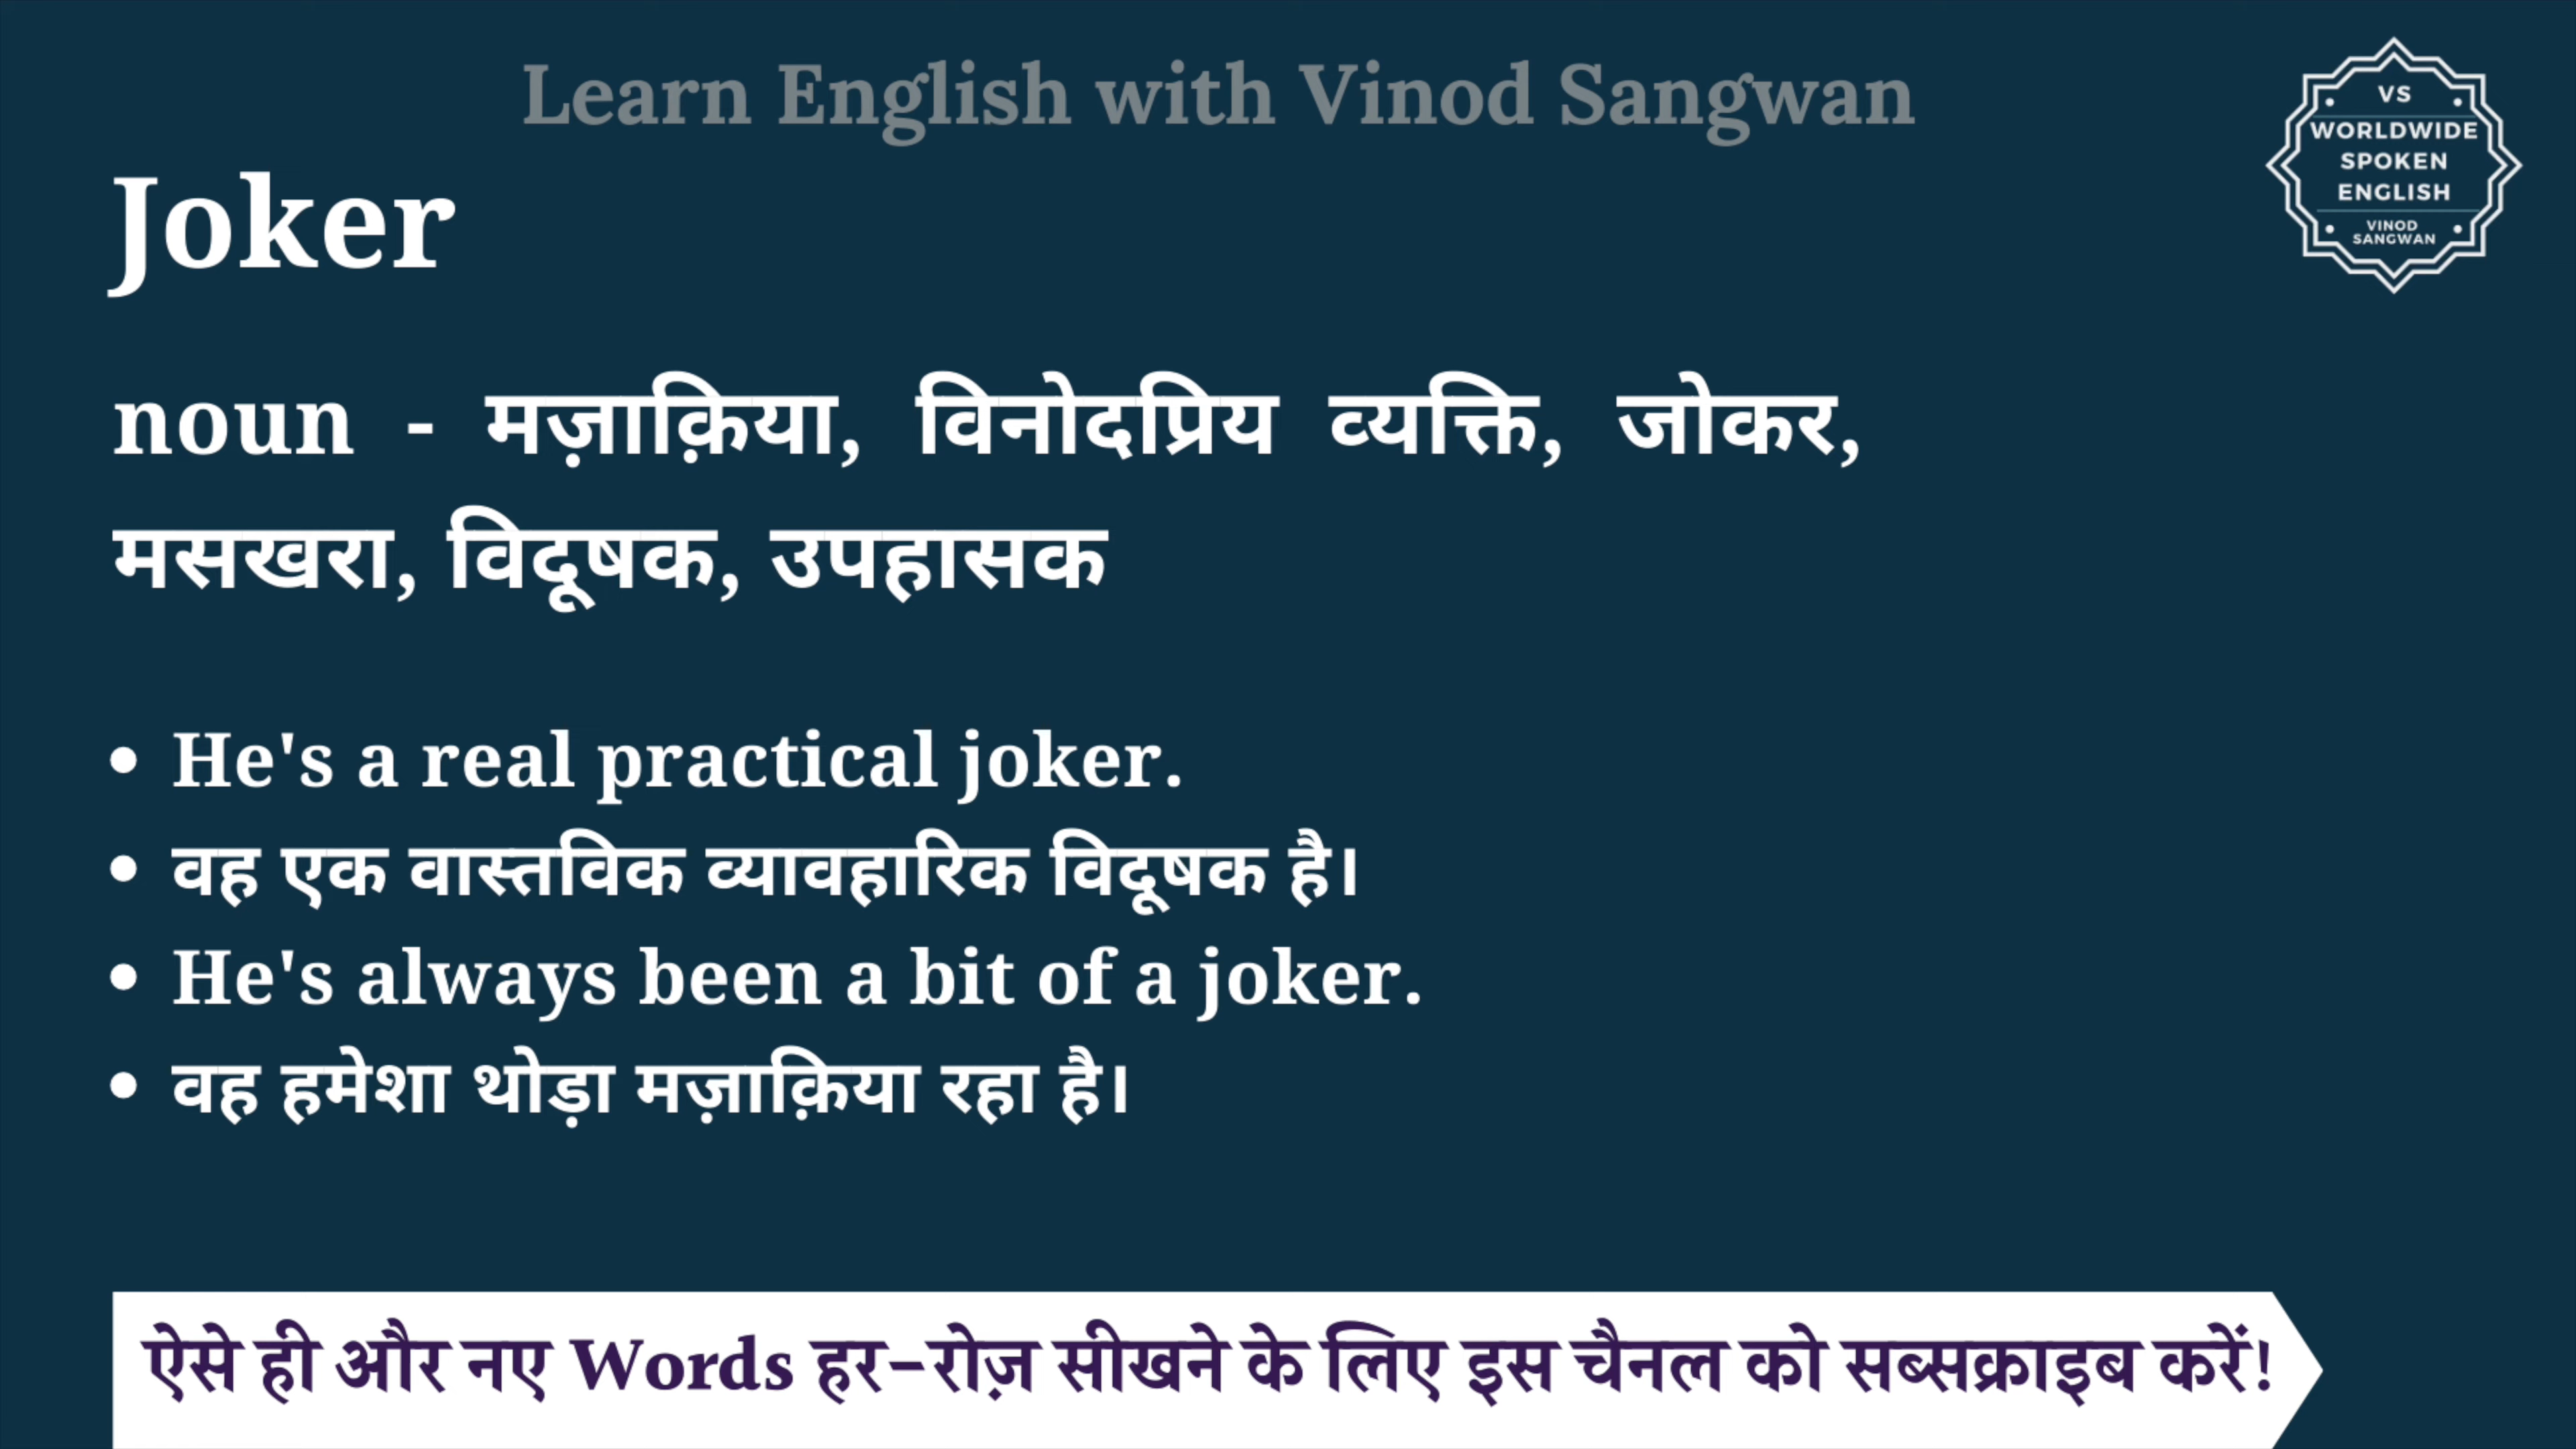 Learn English with Vinod Sangwan
VS
WORLDWIDE
SPOKEN
ENGLISH
VINOD
SANGWAN
Joker
noun - मज़ाक़िया, विनोदप्रिय व्यक्ति, जोकर,
मसखरा, विदूषक, उपहासक
• He's a real practical joker.
• वह एक वास्तविक व्यावहारिक विदूषक है।
• He's always been a bit of a joker.
• वह हमेशा थोड़ा मज़ाक़िया रहा है।
ऐसे ही और नए Words हर-रोज़ सीखने के लिए इस चैनल को सब्सक्राइब करें!